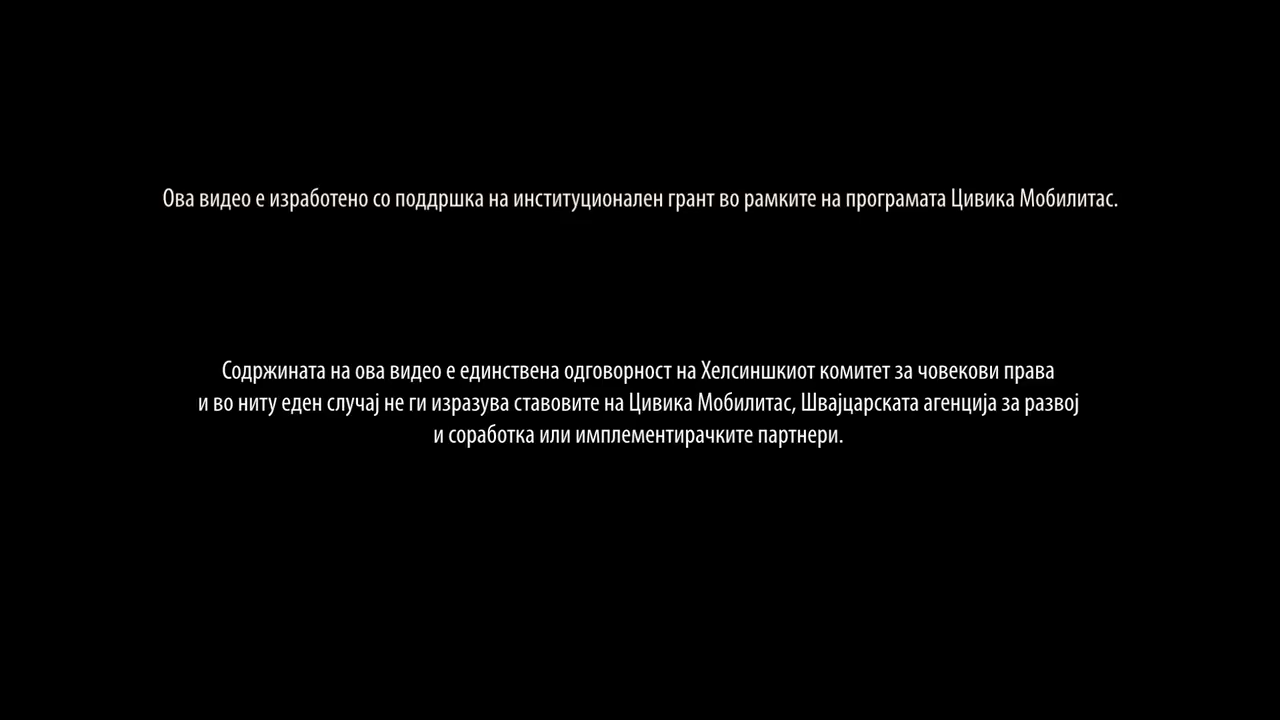 Ова видео е изработено со поддршка на институционален грант во рамките на програмата Цивика Мобилитас.
Содржината на ова видео е единствена одговорност на Хелсиншкиот комитет за човекови права
и во ниту еден случај не ги изразува ставовите на Цивика Мобилитас, Швајцарската агенција за развој
и соработка или имплементирачките партнери.